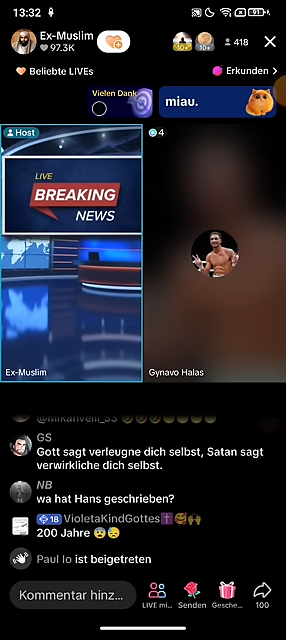 13:32
91
Ex-Muslim
97.3K
10+
10+
418
Beliebte LIVEs
Erkunden
Vielen Dank
miau.
Host
4
LIVE
BREAKING
NEWS
Ex-Muslim
Gynavo Halas
@Mikahvelli_53
GS
Gott sagt verleugne dich selbst, Satan sagt
verwirkliche dich selbst.
NB
wa hat Hans geschrieben?
18 VioletaKindGottes✝️🥰🙌
200 Jahre 😨😓
Paul lo ist beigetreten
Kommentar hinz...
LIVE mi...
Senden
Gesche...
100